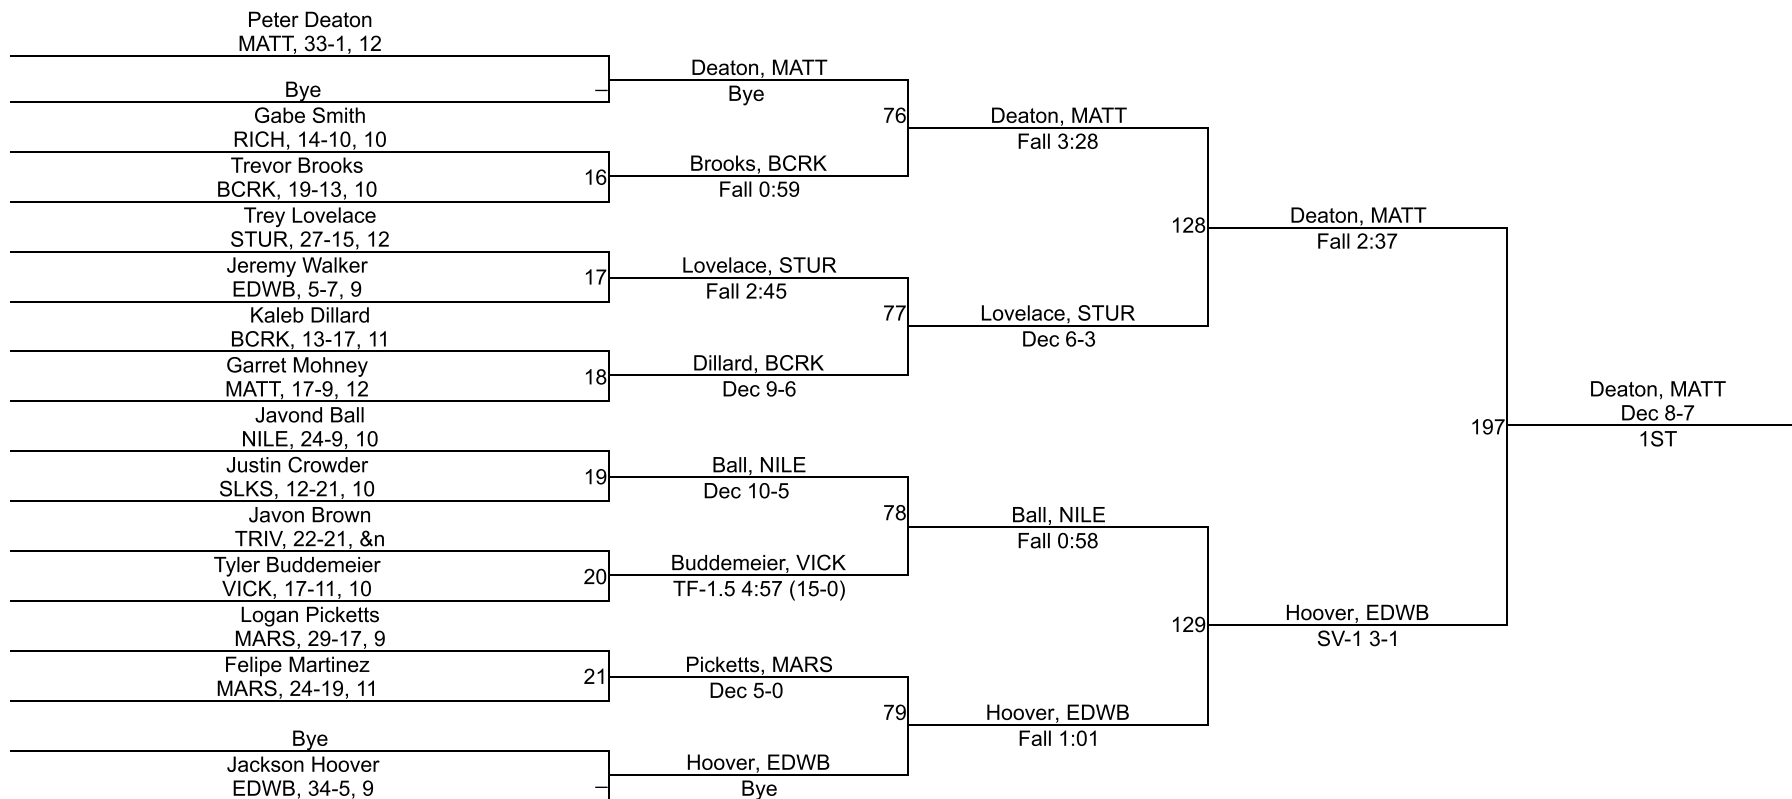 Peter Deaton
MATT, 33-1, 12
Bye
–
Gabe Smith
RICH, 14-10, 10
Trevor Brooks
BCRK, 19-13, 10
16
Trey Lovelace
STUR, 27-15, 12
Jeremy Walker
EDWB, 5-7, 9
17
Kaleb Dillard
BCRK, 13-17, 11
Garret Mohney
MATT, 17-9, 12
18
Javond Ball
NILE, 24-9, 10
Justin Crowder
SLKS, 12-21, 10
19
Javon Brown
TRIV, 22-21, &n
Tyler Buddemeier
VICK, 17-11, 10
20
Logan Picketts
MARS, 29-17, 9
Felipe Martinez
MARS, 24-19, 11
21
Bye
Jackson Hoover
EDWB, 34-5, 9
–
Deaton, MATT
Bye
76
Brooks, BCRK
Fall 0:59
Lovelace, STUR
Fall 2:45
77
Dillard, BCRK
Dec 9-6
Ball, NILE
Dec 10-5
78
Buddemeier, VICK
TF-1.5 4:57 (15-0)
Picketts, MARS
Dec 5-0
79
Hoover, EDWB
Bye
Deaton, MATT
Fall 3:28
128
Lovelace, STUR
Dec 6-3
Ball, NILE
Fall 0:58
129
Hoover, EDWB
Fall 1:01
Deaton, MATT
Fall 2:37
197
Hoover, EDWB
SV-1 3-1
Deaton, MATT
Dec 8-7
1ST